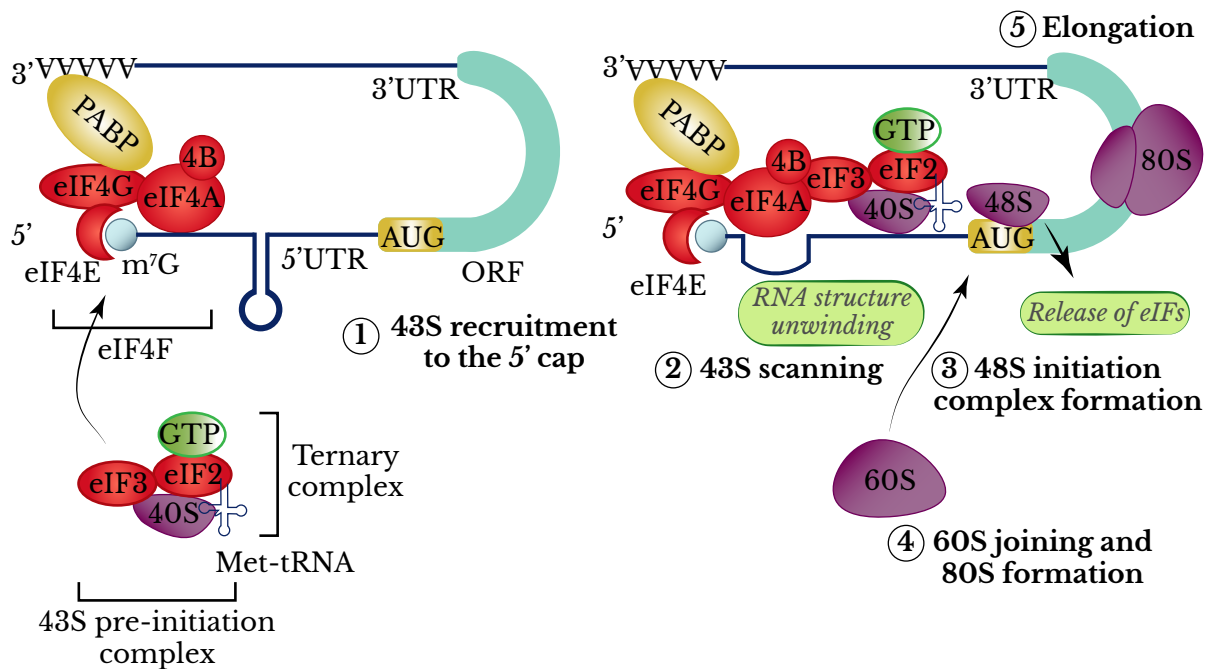 3' AAAAA
3'UTR
PABP
4B
eIF4G
eIF4A
5'
eIF4E
m⁷G
5'UTR
AUG
ORF
eIF4F
1 43S recruitment
to the 5' cap
GTP
eIF3
eIF2
40S
Ternary
complex
Met-tRNA
43S pre-initiation
complex
5 Elongation
3' AAAAA
3'UTR
PABP
GTP
4B
eIF3
eIF2
80S
eIF4G
eIF4A
40S
48S
5'
AUG
eIF4E
RNA structure
unwinding
Release of eIFs
2 43S scanning
3 48S initiation
complex formation
60S
4 60S joining and
80S formation